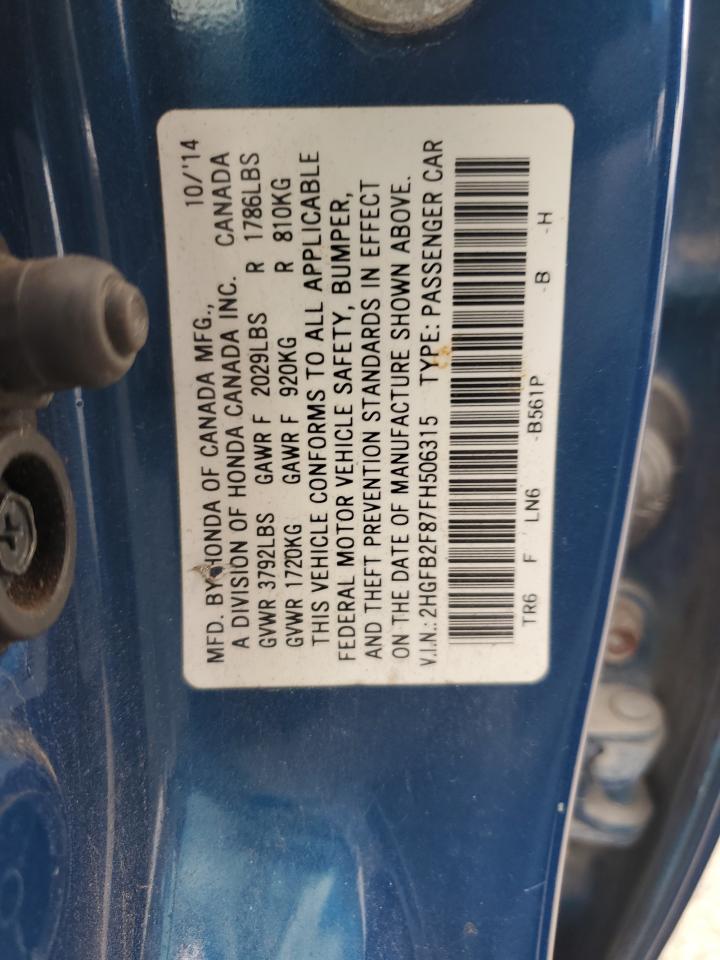 MFD. BY HONDA OF CANADA MFG., 10/'14
A DIVISION OF HONDA CANADA INC. CANADA
GVWR 3792LBS GAWR F 2029LBS R 1786LBS
GVWR 1720KG GAWR F 920KG R 810KG
THIS VEHICLE CONFORMS TO ALL APPLICABLE
FEDERAL MOTOR VEHICLE SAFETY, BUMPER,
AND THEFT PREVENTION STANDARDS IN EFFECT
ON THE DATE OF MANUFACTURE SHOWN ABOVE.
V.I.N.: 2HGFB2F87FH506315 TYPE: PASSENGER CAR
TR6 F LN6 -B561P -B -H